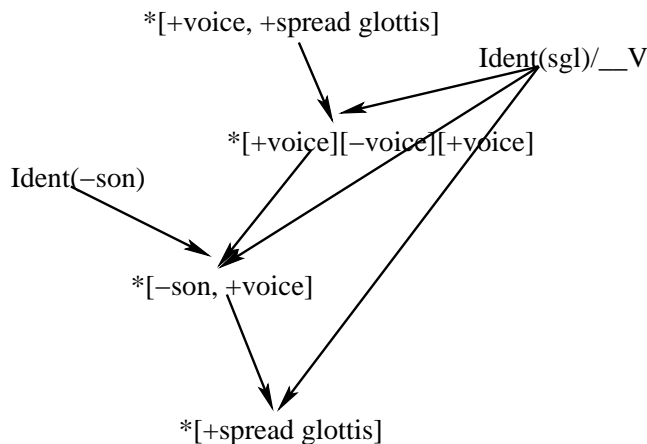 *[+voice, +spread glottis]
Ident(sgl)/__V
*[+voice][−voice][+voice]
Ident(−son)
*[−son, +voice]
*[+spread glottis]